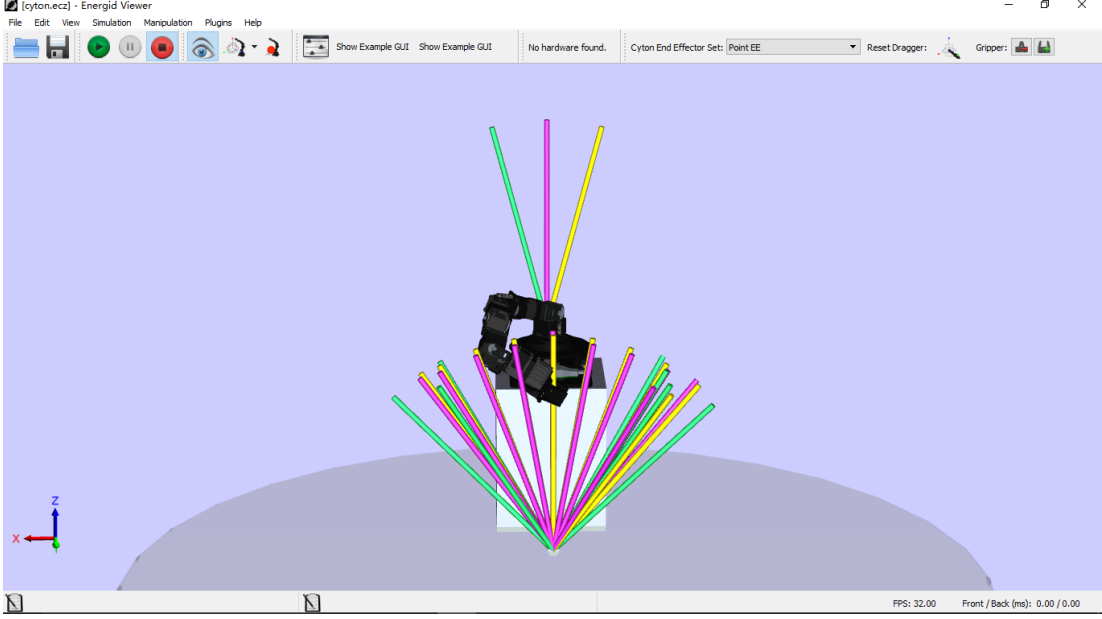 [cyton.ecz] - Energid Viewer
File Edit View Simulation Manipulation Plugins Help
Show Example GUI Show Example GUI No hardware found. Cyton End Effector Set: Point EE Reset Dragger: Gripper:
Z
X
FPS: 32.00 Front / Back (ms): 0.00 / 0.00